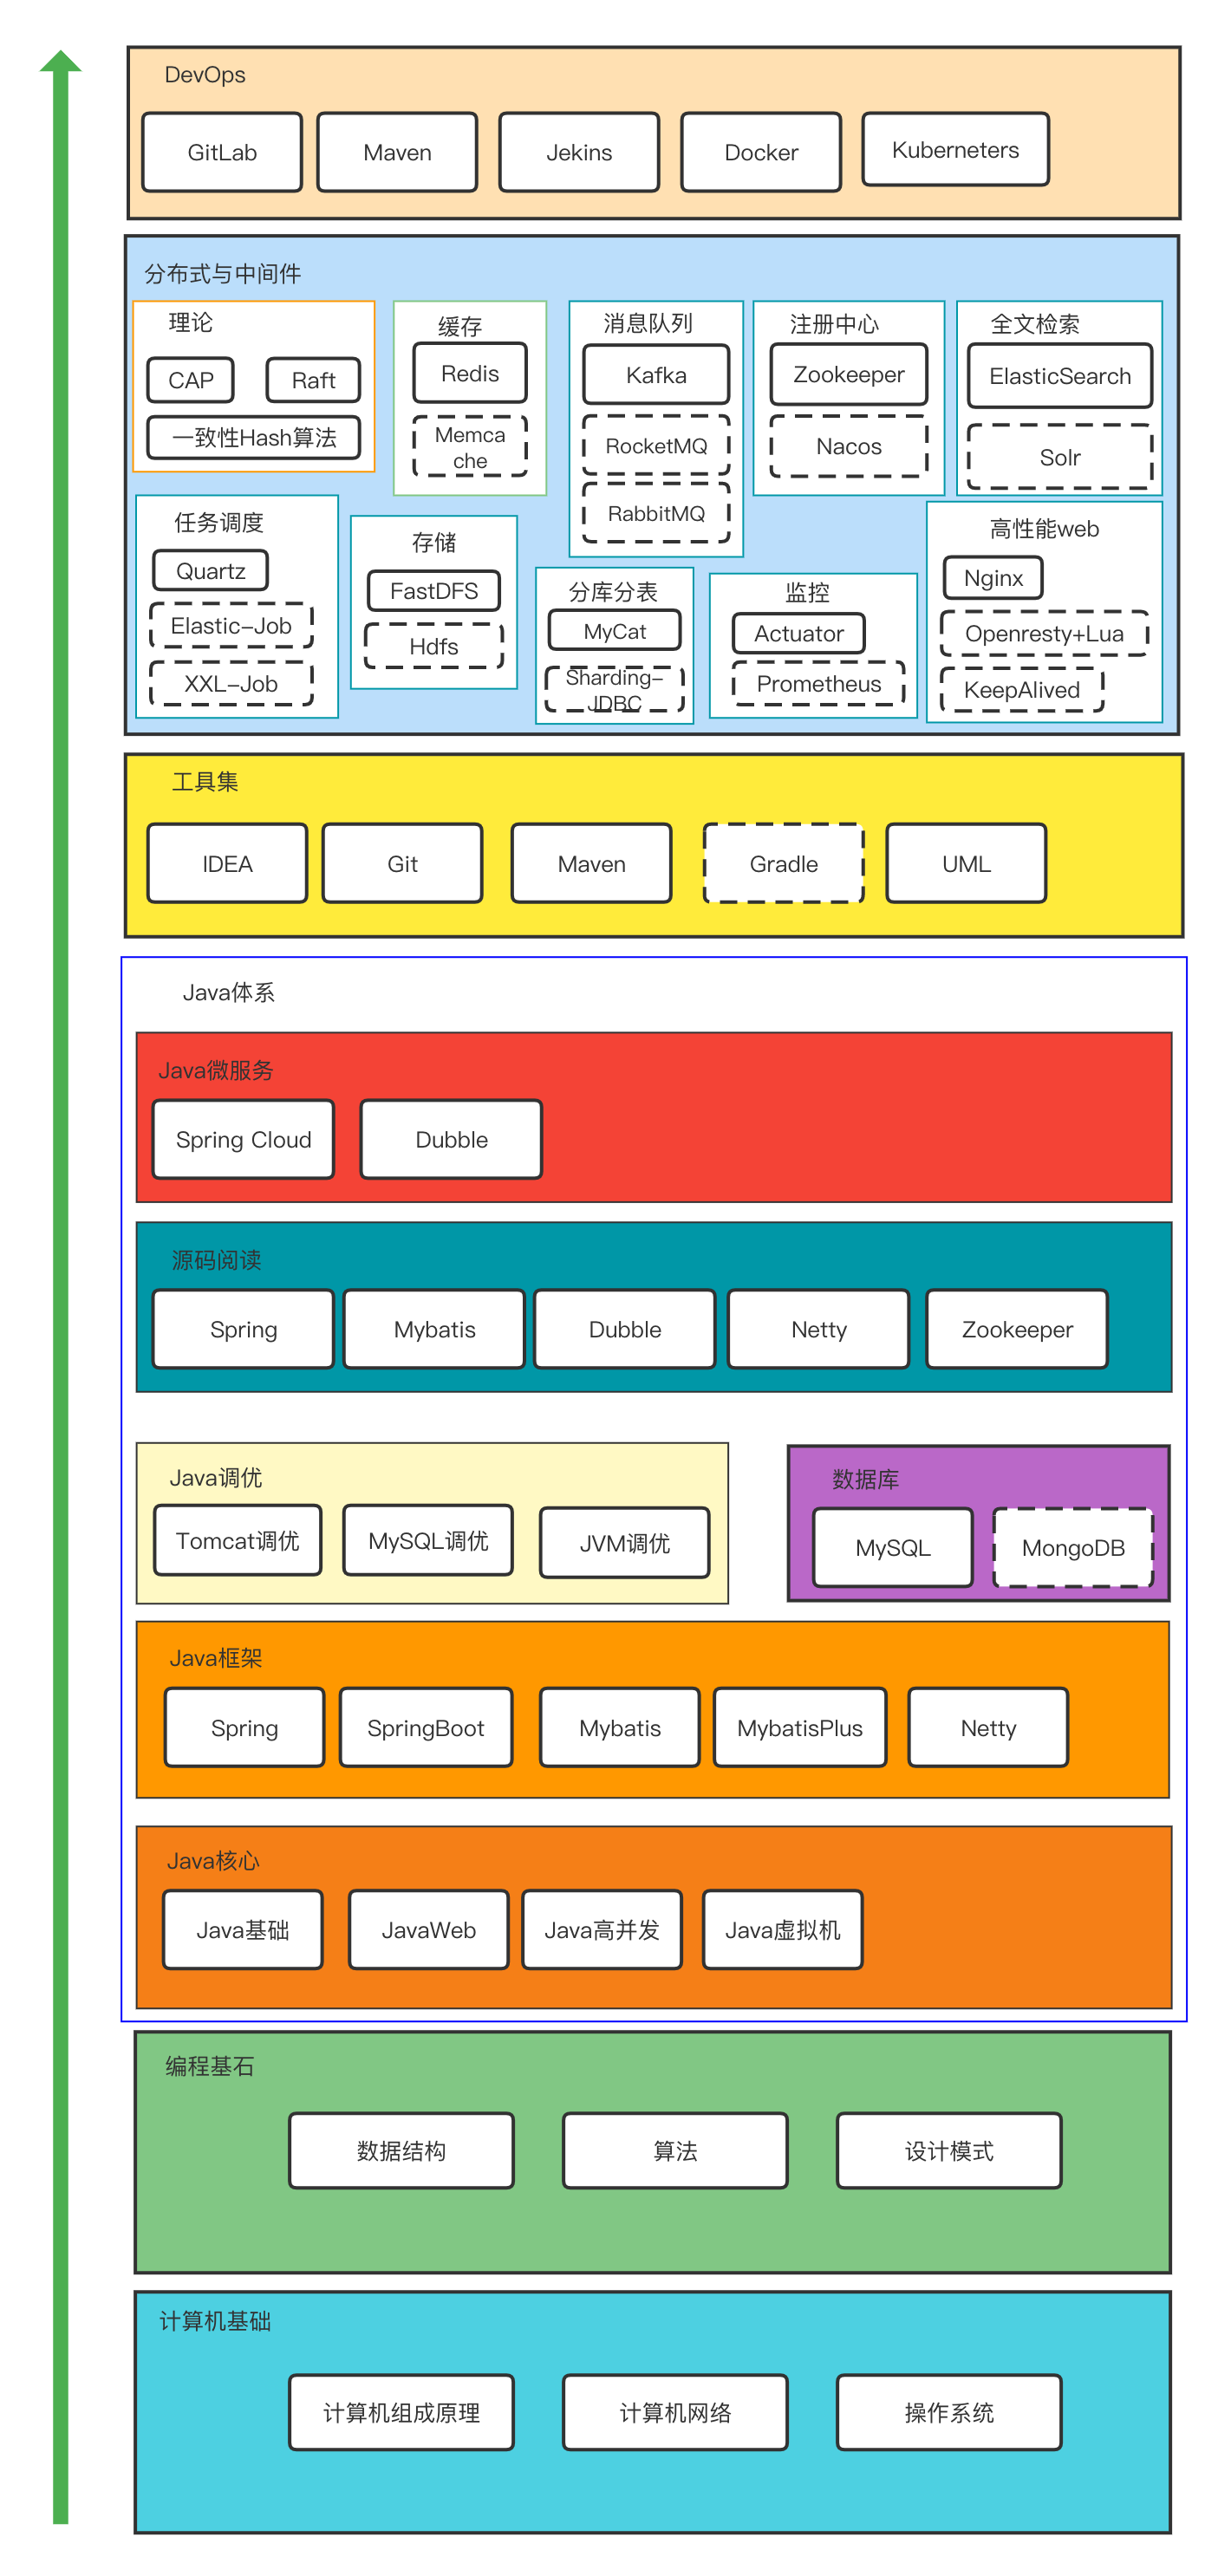 DevOps
GitLab
Maven
Jekins
Docker
Kuberneters
分布式与中间件
理论
CAP
Raft
一致性Hash算法
缓存
Redis
Memca
che
消息队列
Kafka
RocketMQ
RabbitMQ
注册中心
Zookeeper
Nacos
全文检索
ElasticSearch
Solr
任务调度
Quartz
Elastic-Job
XXL-Job
存储
FastDFS
Hdfs
分库分表
MyCat
Sharding-
JDBC
监控
Actuator
Prometheus
高性能web
Nginx
Openresty+Lua
KeepAlived
工具集
IDEA
Git
Maven
Gradle
UML
Java体系
Java微服务
Spring Cloud
Dubble
源码阅读
Spring
Mybatis
Dubble
Netty
Zookeeper
Java调优
Tomcat调优
MySQL调优
JVM调优
数据库
MySQL
MongoDB
Java框架
Spring
SpringBoot
Mybatis
MybatisPlus
Netty
Java核心
Java基础
JavaWeb
Java高并发
Java虚拟机
编程基石
数据结构
算法
设计模式
计算机基础
计算机组成原理
计算机网络
操作系统